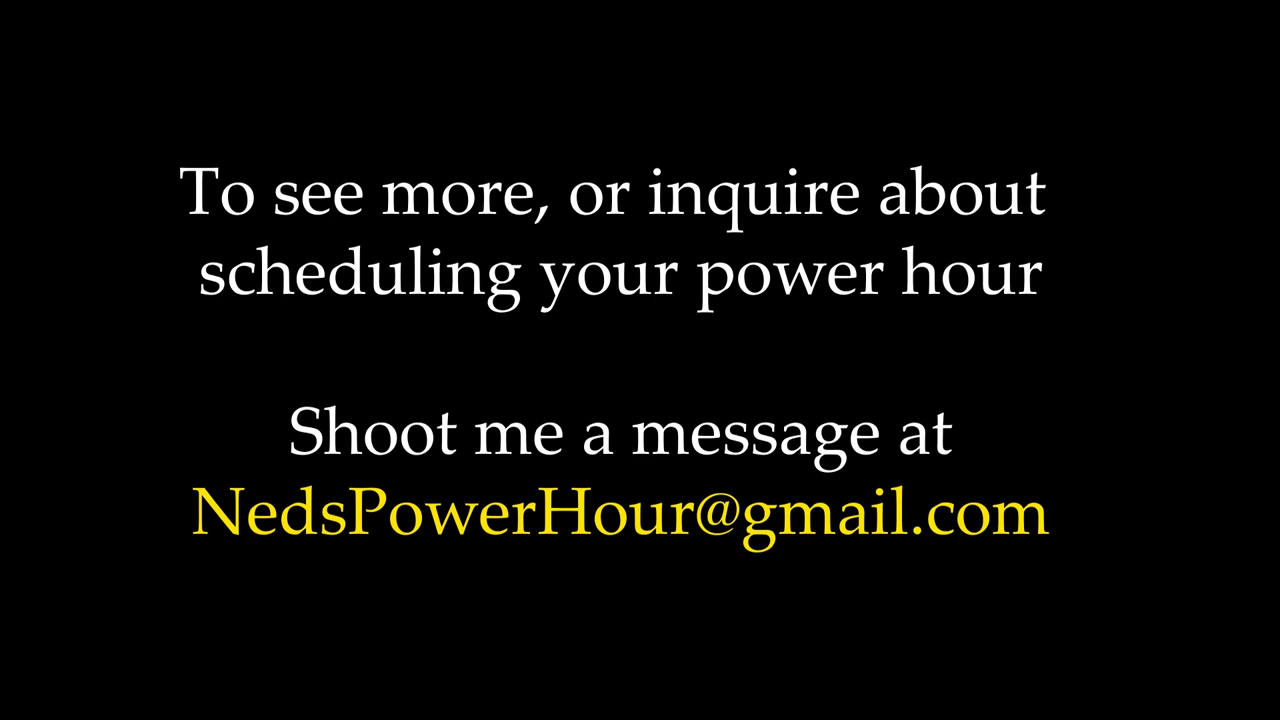 To see more, or inquire about
scheduling your power hour
Shoot me a message at
NedsPowerHour@gmail.com